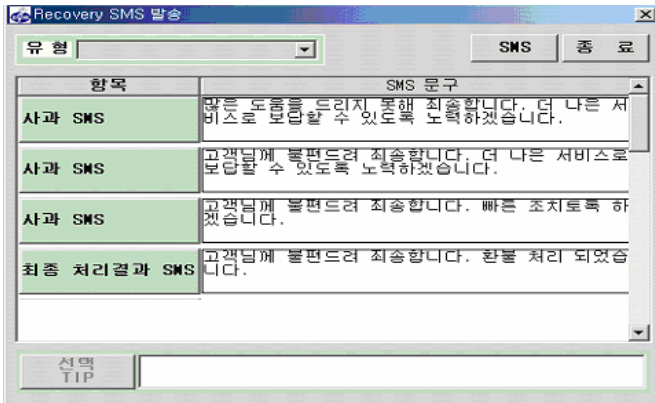 Recovery SMS 발송
유 형
SMS
종 료
항목
SMS 문구
사과 SMS
많은 도움을 드리지 못해 죄송합니다. 더 나은 서
비스로 보답할 수 있도록 노력하겠습니다.
사과 SMS
고객님께 불편드려 죄송합니다. 더 나은 서비스로
보답할 수 있도록 노력하겠습니다.
사과 SMS
고객님께 불편드려 죄송합니다. 빠른 조치토록 하
겠습니다.
최종 처리결과 SMS
고객님께 불편드려 죄송합니다. 환불 처리 되었습
니다.
선택
TIP